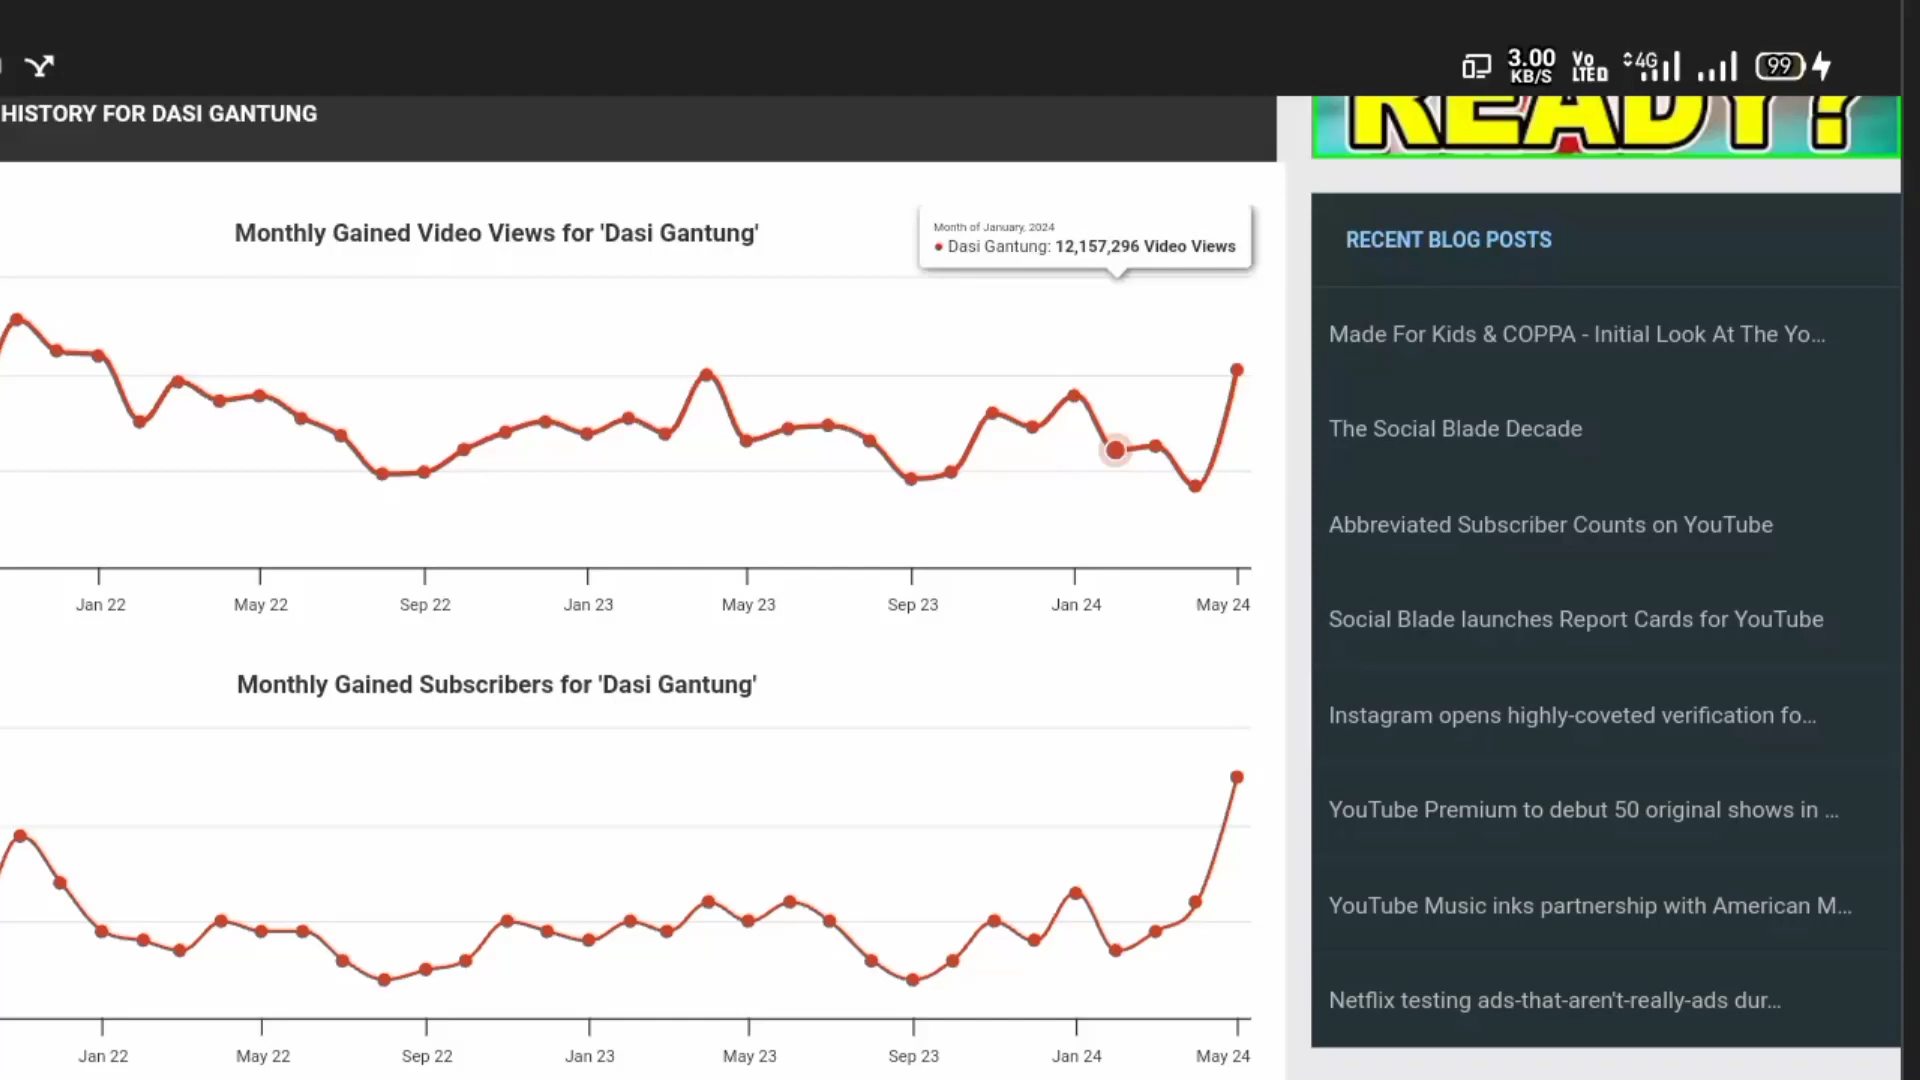 3.00
KB/S
Vo
LTED
4G
99
HISTORY FOR DASI GANTUNG
READY?
Monthly Gained Video Views for 'Dasi Gantung'
Month of January, 2024
Dasi Gantung: 12,157,296 Video Views
Jan 22
May 22
Sep 22
Jan 23
May 23
Sep 23
Jan 24
May 24
Monthly Gained Subscribers for 'Dasi Gantung'
Jan 22
May 22
Sep 22
Jan 23
May 23
Sep 23
Jan 24
May 24
RECENT BLOG POSTS
Made For Kids & COPPA - Initial Look At The Yo...
The Social Blade Decade
Abbreviated Subscriber Counts on YouTube
Social Blade launches Report Cards for YouTube
Instagram opens highly-coveted verification fo...
YouTube Premium to debut 50 original shows in ...
YouTube Music inks partnership with American M...
Netflix testing ads-that-aren't-really-ads dur...